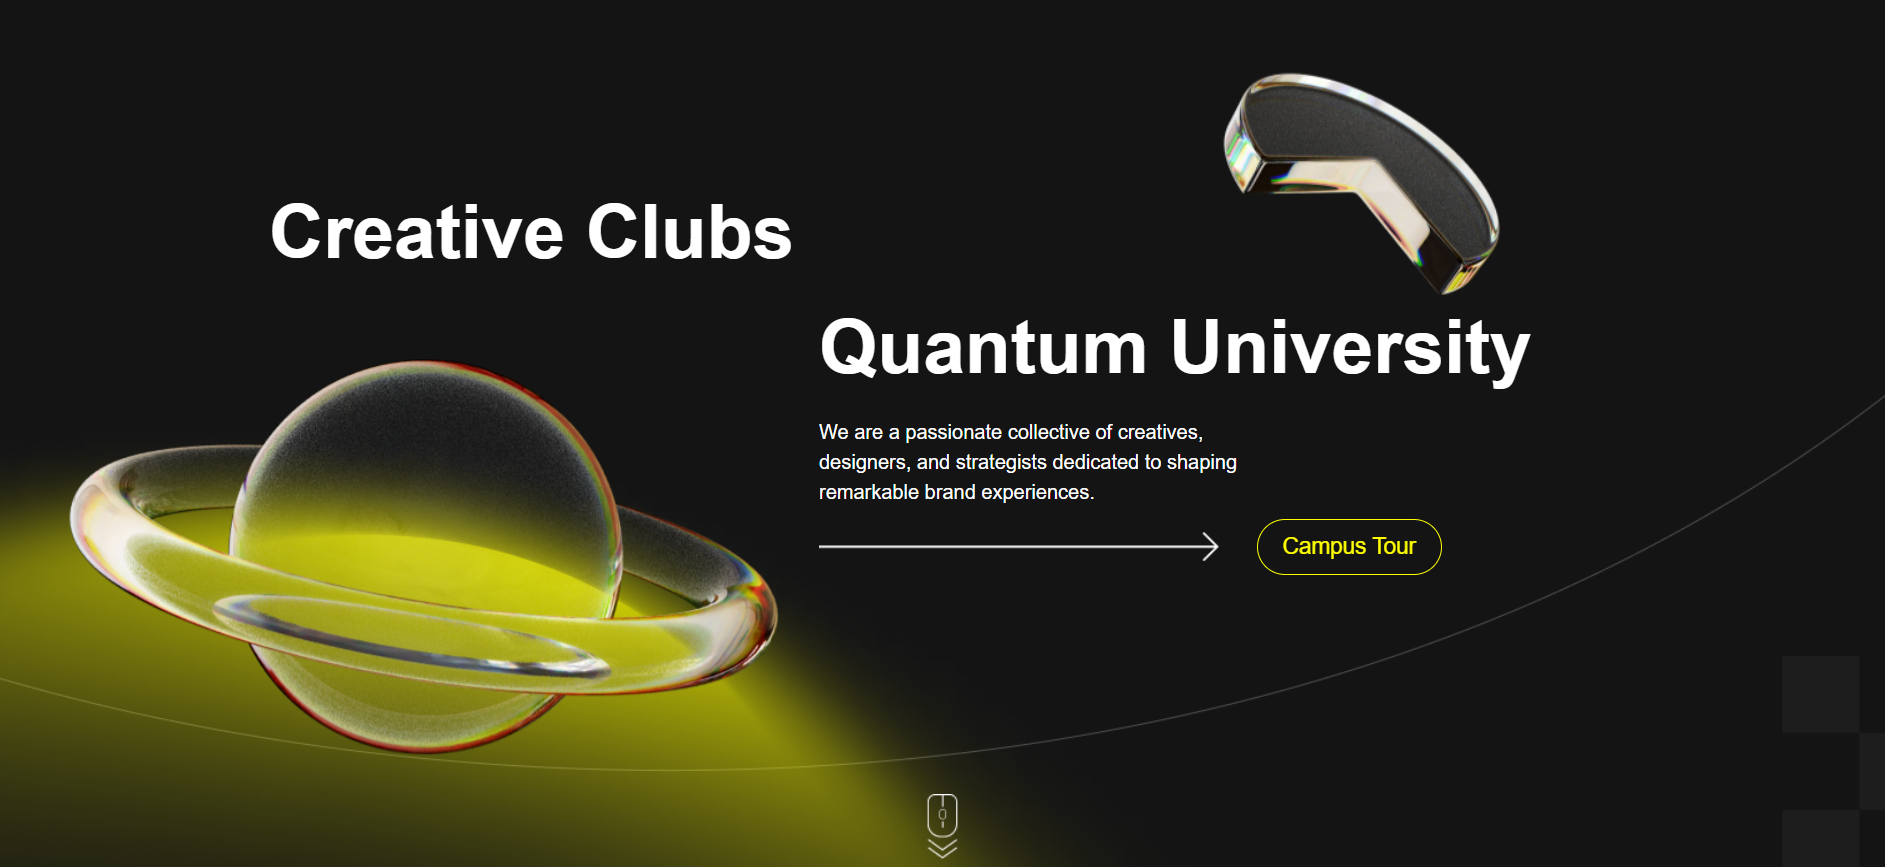 Creative Clubs
Quantum University
We are a passionate collective of creatives,
designers, and strategists dedicated to shaping
remarkable brand experiences.
Campus Tour